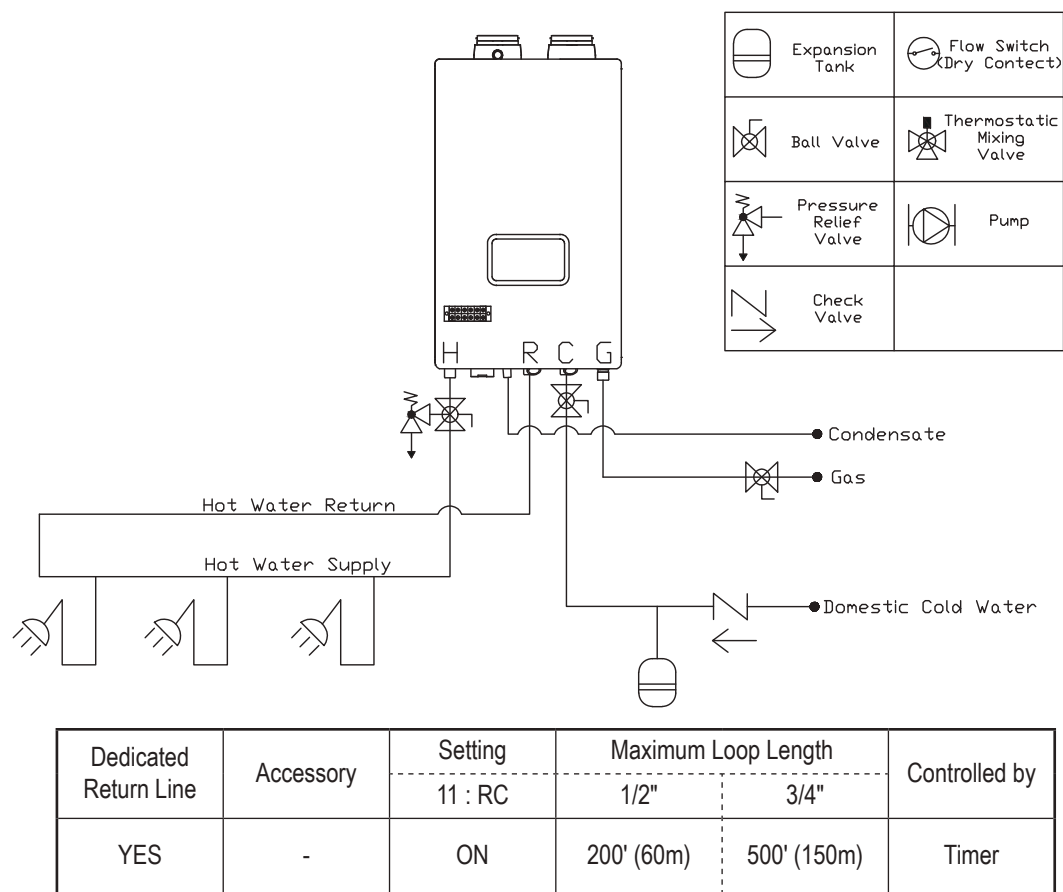 Expansion
Tank
Flow Switch
(Dry Contect)
Ball Valve
Thermostatic
Mixing
Valve
Pressure
Relief
Valve
Pump
Check
Valve
H R C G
Condensate
Gas
Hot Water Return
Hot Water Supply
Domestic Cold Water
Dedicated
Return Line
Accessory
Setting
11 : RC
Maximum Loop Length
1/2" 3/4"
Controlled by
YES - ON 200' (60m) 500' (150m) Timer